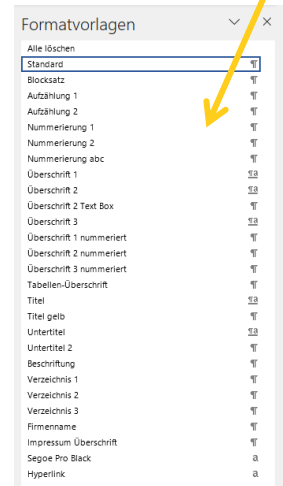 Formatvorlagen
Alle löschen
Standard ¶
Blocksatz ¶
Aufzählung 1 ¶
Aufzählung 2 ¶
Nummerierung 1 ¶
Nummerierung 2 ¶
Nummerierung abc ¶
Überschrift 1 ¶a
Überschrift 2 ¶a
Überschrift 2 Text Box ¶
Überschrift 3 ¶a
Überschrift 1 nummeriert ¶
Überschrift 2 nummeriert ¶
Überschrift 3 nummeriert ¶
Tabellen-Überschrift ¶
Titel ¶a
Titel gelb ¶
Untertitel ¶a
Untertitel 2 ¶
Beschriftung ¶
Verzeichnis 1 ¶
Verzeichnis 2 ¶
Verzeichnis 3 ¶
Firmenname ¶
Impressum Überschrift ¶
Segoe Pro Black a
Hyperlink a